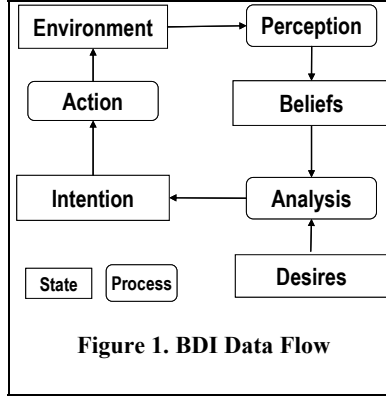 Environment
Perception
Action
Beliefs
Intention
Analysis
Desires
State
Process
Figure 1. BDI Data Flow